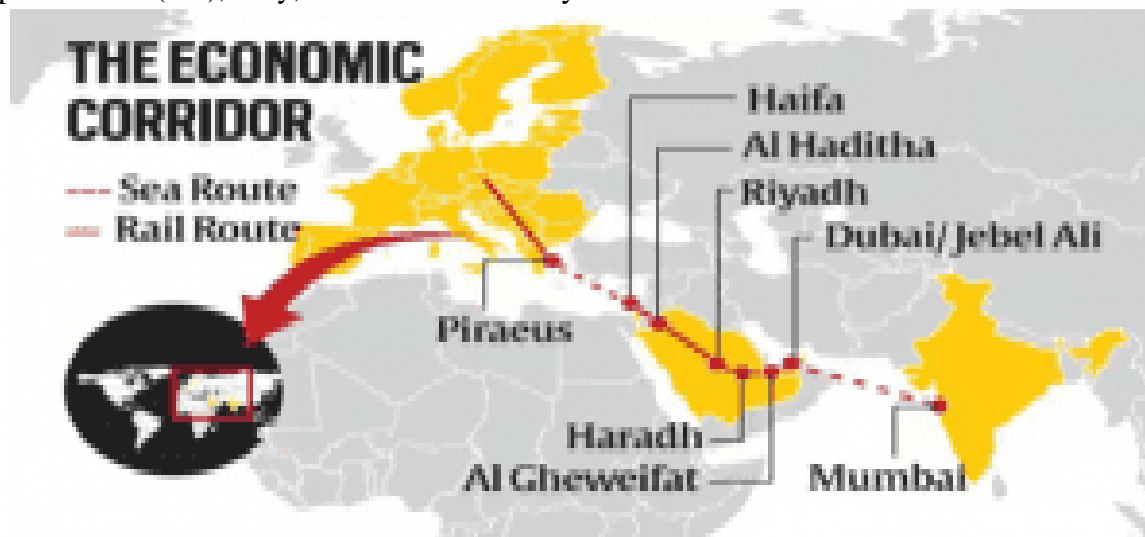 THE ECONOMIC
CORRIDOR
Sea Route
Rail Route
Haifa
Al Haditha
Riyadh
Dubai/Jebel Ali
Piraeus
Haradh
Al Gheweifat
Mumbai